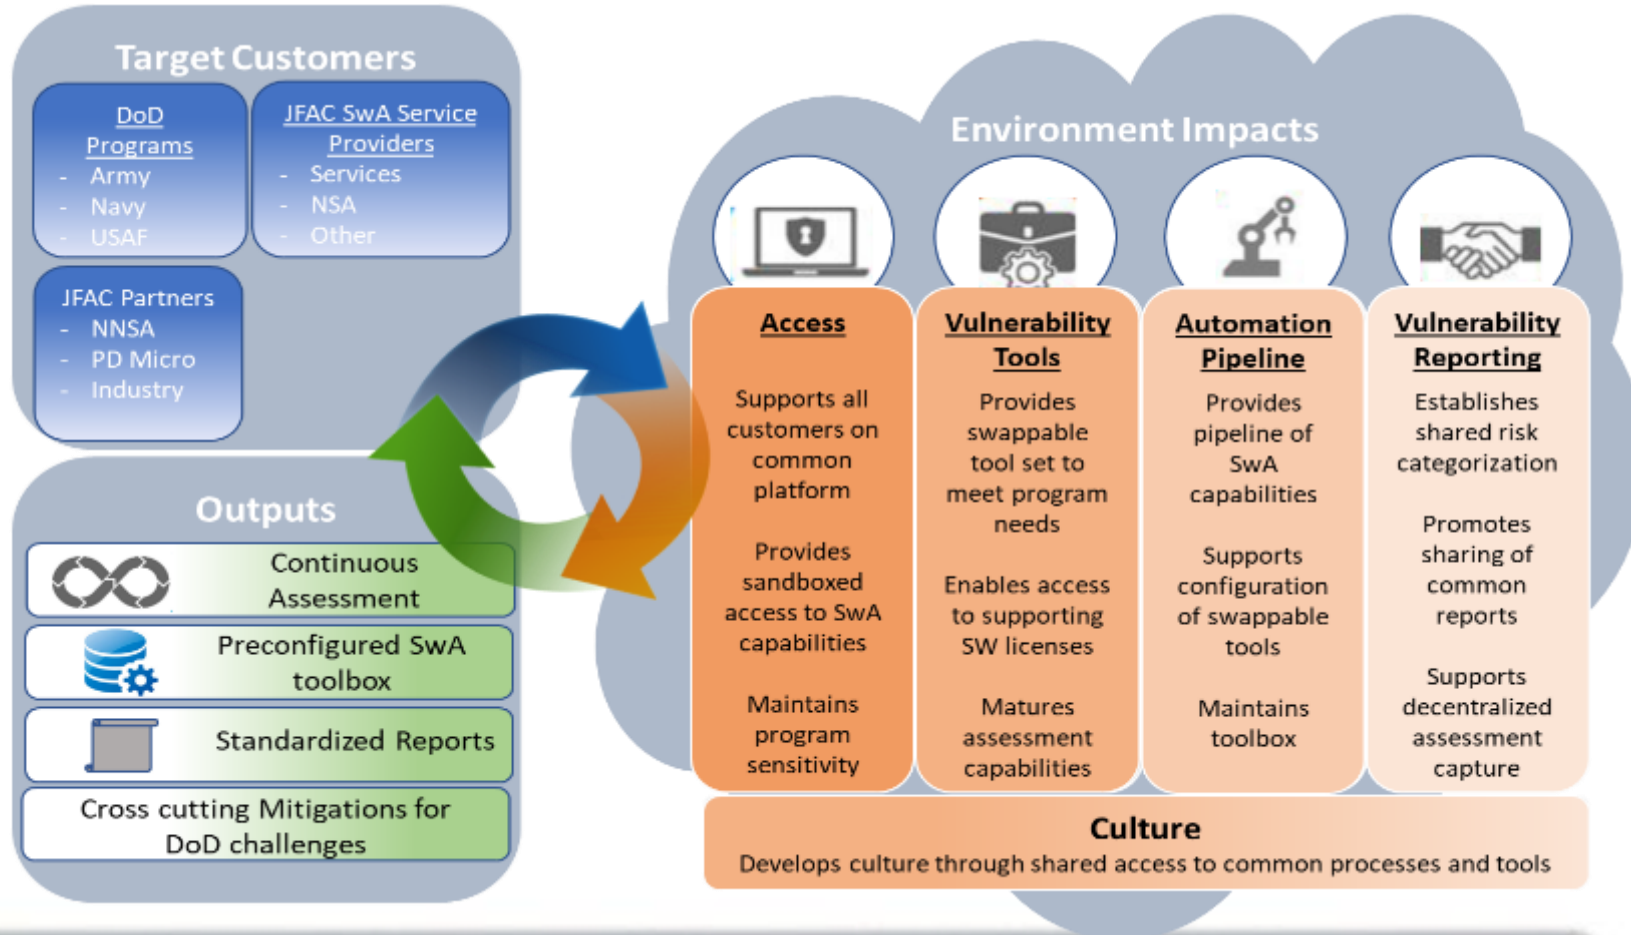 Target Customers
DoD
Programs
- Army
- Navy
- USAF
JFAC SwA Service
Providers
- Services
- NSA
- Other
JFAC Partners
- NNSA
- PD Micro
- Industry
Outputs
Continuous
Assessment
Preconfigured SwA
toolbox
Standardized Reports
Cross cutting Mitigations for
DoD challenges
Environment Impacts
Access
Supports all
customers on
common
platform
Provides
sandboxed
access to SwA
capabilities
Maintains
program
sensitivity
Vulnerability
Tools
Provides
swappable
tool set to
meet program
needs
Enables access
to supporting
SW licenses
Matures
assessment
capabilities
Automation
Pipeline
Provides
pipeline of
SwA
capabilities
Supports
configuration
of swappable
tools
Maintains
toolbox
Vulnerability
Reporting
Establishes
shared risk
categorization
Promotes
sharing of
common
reports
Supports
decentralized
assessment
capture
Culture
Develops culture through shared access to common processes and tools